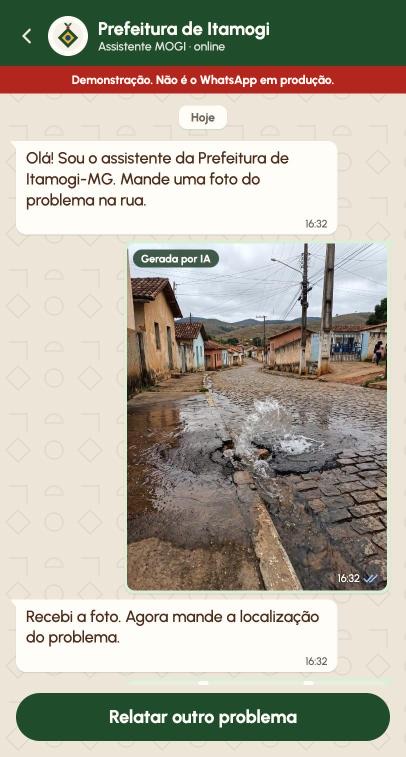 Prefeitura de Itamogi
Assistente MOGI · online
Demonstração. Não é o WhatsApp em produção.
Hoje
Olá! Sou o assistente da Prefeitura de
Itamogi-MG. Mande uma foto do
problema na rua.
16:32
Gerada por IA
16:32
Recebi a foto. Agora mande a localização
do problema.
16:32
Relatar outro problema